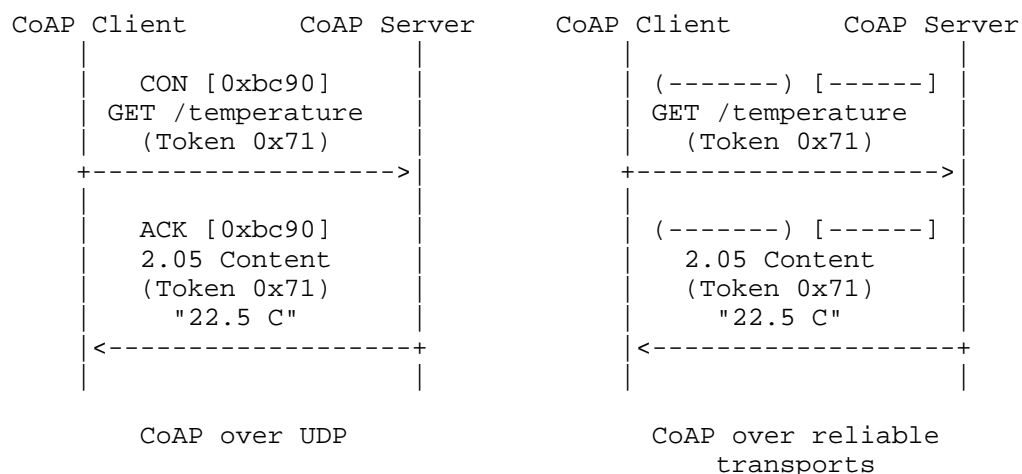 CoAP Client       CoAP Server     CoAP Client       CoAP Server
    |                    |            |                    |
    |   CON [0xbc90]     |            | (-------) [------] |
    | GET /temperature   |            | GET /temperature   |
    |   (Token 0x71)     |            |   (Token 0x71)     |
    +------------------->|            +------------------->|
    |                    |            |                    |
    |   ACK [0xbc90]     |            | (-------) [------] |
    |   2.05 Content     |            |   2.05 Content     |
    |   (Token 0x71)     |            |   (Token 0x71)     |
    |     "22.5 C"       |            |     "22.5 C"       |
    |<-------------------+            |<-------------------+
    |                    |            |                    |
        CoAP over UDP                   CoAP over reliable
                                            transports